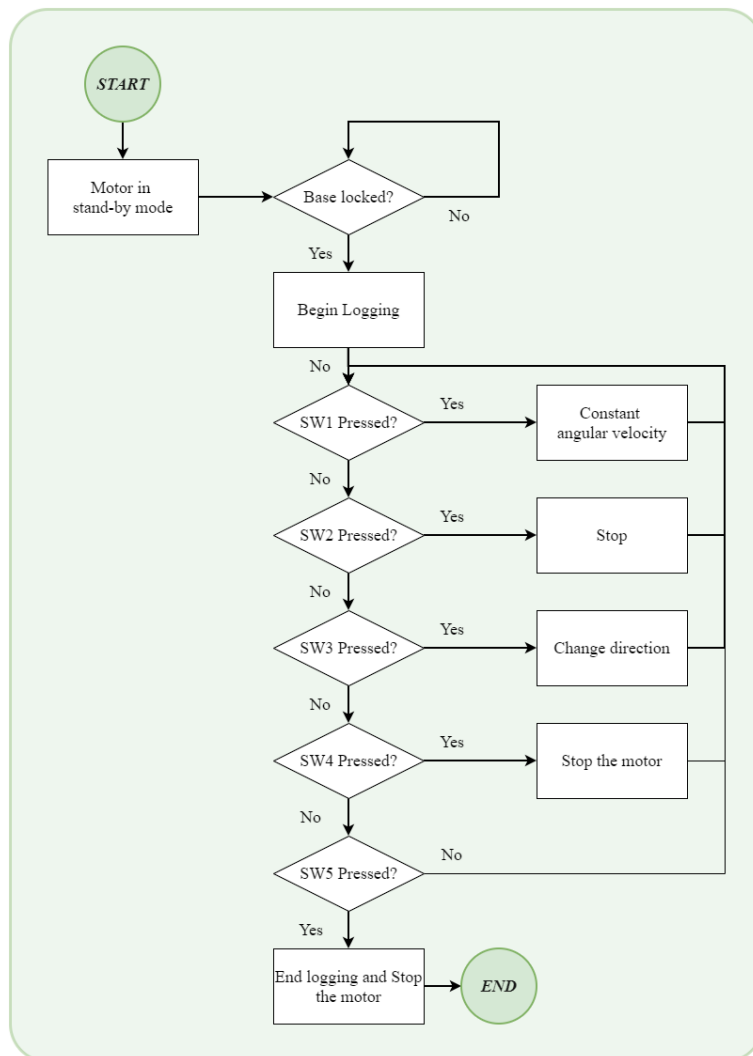 START
Motor in
stand-by mode
Base locked?
No
Yes
Begin Logging
No
SW1 Pressed?
Yes
Constant
angular velocity
No
SW2 Pressed?
Yes
Stop
No
SW3 Pressed?
Yes
Change direction
No
SW4 Pressed?
Yes
Stop the motor
No
SW5 Pressed?
No
Yes
End logging and Stop
the motor
END